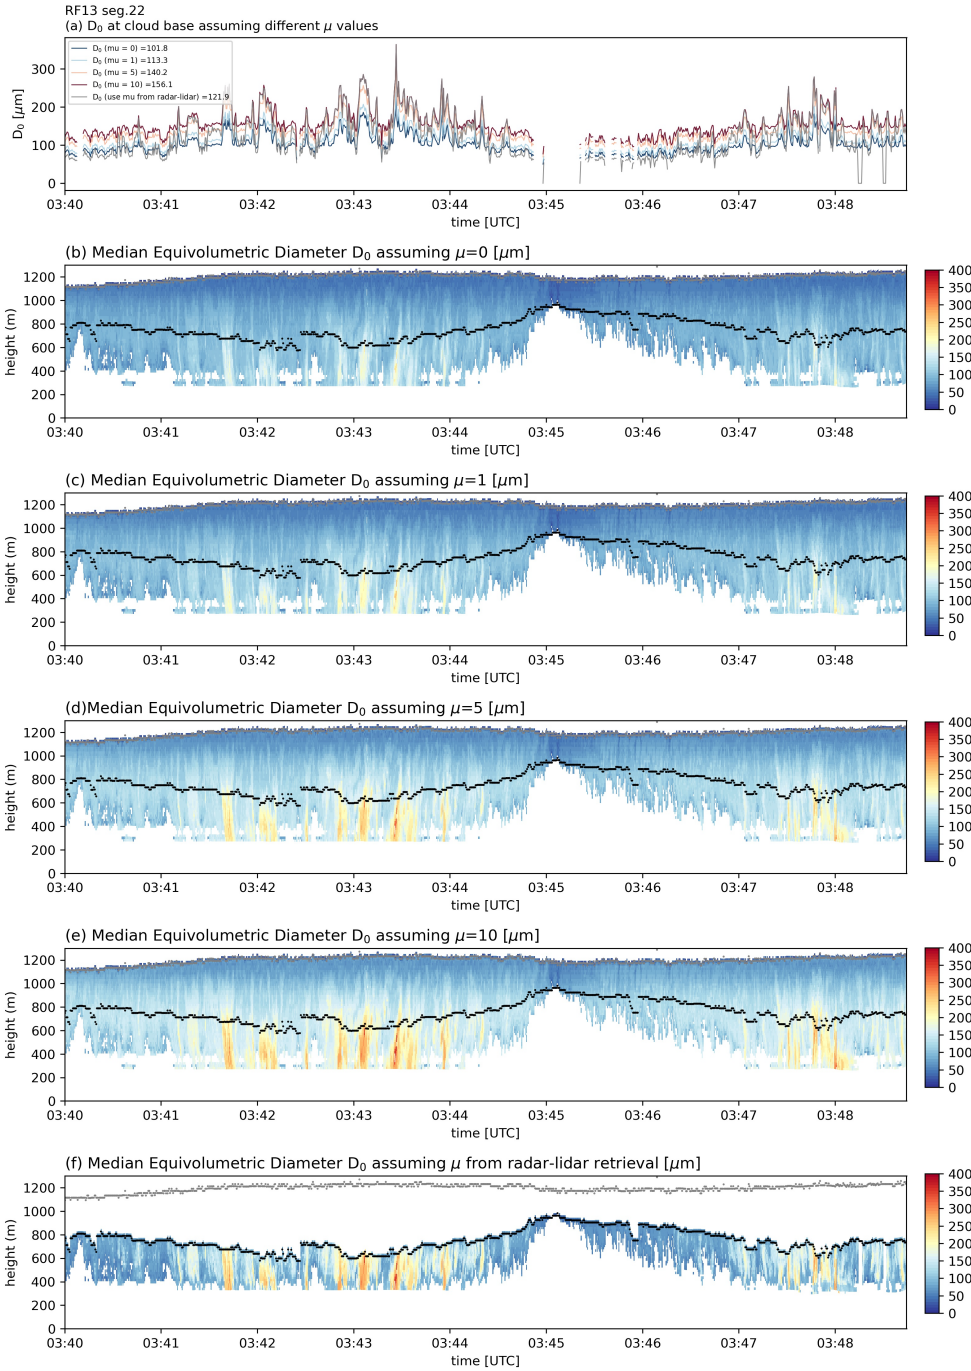 RF13 seg.22
(a) D₀ at cloud base assuming different μ values
D₀ (mu = 0) =101.8
D₀ (mu = 1) =113.3
D₀ (mu = 5) =140.2
D₀ (mu = 10) =156.1
D₀ (use mu from radar-lidar) =121.9
D₀ [μm]
300
200
100
0
03:40 03:41 03:42 03:43 03:44 03:45 03:46 03:47 03:48
time [UTC]
(b) Median Equivolumetric Diameter D₀ assuming μ=0 [μm]
height (m)
1200
1000
800
600
400
200
0
03:40 03:41 03:42 03:43 03:44 03:45 03:46 03:47 03:48
time [UTC]
400
350
300
250
200
150
100
50
0
(c) Median Equivolumetric Diameter D₀ assuming μ=1 [μm]
height (m)
1200
1000
800
600
400
200
0
03:40 03:41 03:42 03:43 03:44 03:45 03:46 03:47 03:48
time [UTC]
400
350
300
250
200
150
100
50
0
(d)Median Equivolumetric Diameter D₀ assuming μ=5 [μm]
height (m)
1200
1000
800
600
400
200
0
03:40 03:41 03:42 03:43 03:44 03:45 03:46 03:47 03:48
time [UTC]
400
350
300
250
200
150
100
50
0
(e) Median Equivolumetric Diameter D₀ assuming μ=10 [μm]
height (m)
1200
1000
800
600
400
200
0
03:40 03:41 03:42 03:43 03:44 03:45 03:46 03:47 03:48
time [UTC]
400
350
300
250
200
150
100
50
0
(f) Median Equivolumetric Diameter D₀ assuming μ from radar-lidar retrieval [μm]
height (m)
1200
1000
800
600
400
200
0
03:40 03:41 03:42 03:43 03:44 03:45 03:46 03:47 03:48
time [UTC]
400
350
300
250
200
150
100
50
0